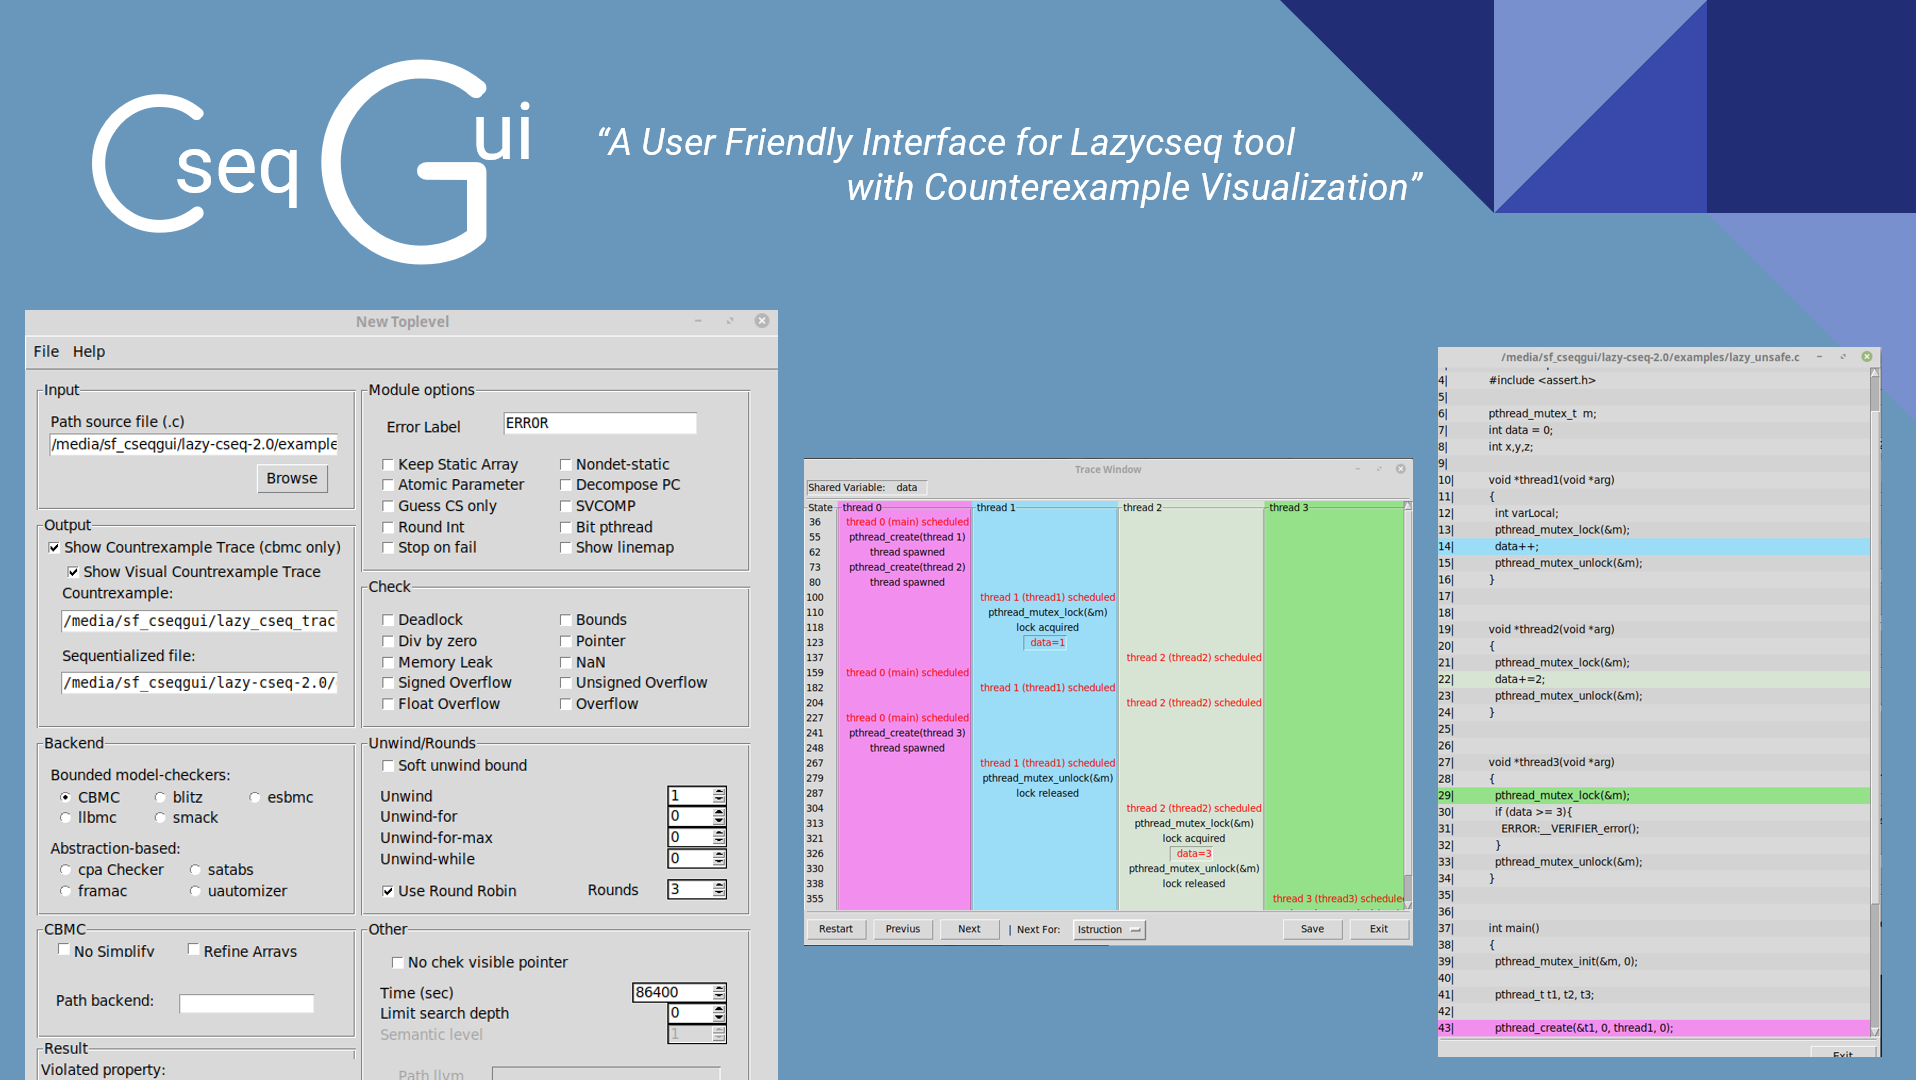 Cseq Gui
“A User Friendly Interface for Lazycseq tool
with Counterexample Visualization”
New Toplevel
File Help
Input
Path source file (.c)
/media/sf_cseqgui/lazy-cseq-2.0/example
Browse
Output
Show Countrexample Trace (cbmc only)
Show Visual Countrexample Trace
Countrexample:
/media/sf_cseqgui/lazy_cseq_trac
Sequentialized file:
/media/sf_cseqgui/lazy-cseq-2.0/
Backend
Bounded model-checkers:
CBMC blitz esbmc
llbmc smack
Abstraction-based:
cpa Checker satabs
framac uautomizer
CBMC
No Simplify Refine Arrays
Path backend:
Result
Violated property:
Module options
Error Label ERROR
Keep Static Array Nondet-static
Atomic Parameter Decompose PC
Guess CS only SVCOMP
Round Int Bit pthread
Stop on fail Show linemap
Check
Deadlock Bounds
Div by zero Pointer
Memory Leak NaN
Signed Overflow Unsigned Overflow
Float Overflow Overflow
Unwind/Rounds
Soft unwind bound
Unwind 1
Unwind-for 0
Unwind-for-max 0
Unwind-while 0
Use Round Robin Rounds 3
Other
No chek visible pointer
Time (sec) 86400
Limit search depth 0
Semantic level 1
Path llvm
Trace Window
Shared Variable: data
State thread 0 thread 1 thread 2 thread 3
36 thread 0 (main) scheduled
55 pthread_create(thread 1)
62 thread spawned
73 pthread_create(thread 2)
80 thread spawned
100 thread 1 (thread1) scheduled
110 pthread_mutex_lock(&m)
118 lock acquired
123 data=1
137 thread 2 (thread2) scheduled
159 thread 0 (main) scheduled
182 thread 1 (thread1) scheduled
204 thread 2 (thread2) scheduled
227 thread 0 (main) scheduled
241 pthread_create(thread 3)
248 thread spawned
267 thread 1 (thread1) scheduled
279 pthread_mutex_unlock(&m)
287 lock released
304 thread 2 (thread2) scheduled
313 pthread_mutex_lock(&m)
321 lock acquired
326 data=3
330 pthread_mutex_unlock(&m)
338 lock released
355 thread 3 (thread3) schedule
Restart Previus Next | Next For: Istruction Save Exit
/media/sf_cseqgui/lazy-cseq-2.0/examples/lazy_unsafe.c
4| #include <assert.h>
5|
6| pthread_mutex_t m;
7| int data = 0;
8| int x,y,z;
9|
10| void *thread1(void *arg)
11| {
12| int varLocal;
13| pthread_mutex_lock(&m);
14| data++;
15| pthread_mutex_unlock(&m);
16| }
17|
18|
19| void *thread2(void *arg)
20| {
21| pthread_mutex_lock(&m);
22| data+=2;
23| pthread_mutex_unlock(&m);
24| }
25|
26|
27| void *thread3(void *arg)
28| {
29| pthread_mutex_lock(&m);
30| if (data >= 3){
31| ERROR:__VERIFIER_error();
32| }
33| pthread_mutex_unlock(&m);
34| }
35|
36|
37| int main()
38| {
39| pthread_mutex_init(&m, 0);
40|
41| pthread_t t1, t2, t3;
42|
43| pthread_create(&t1, 0, thread1, 0);
Exit